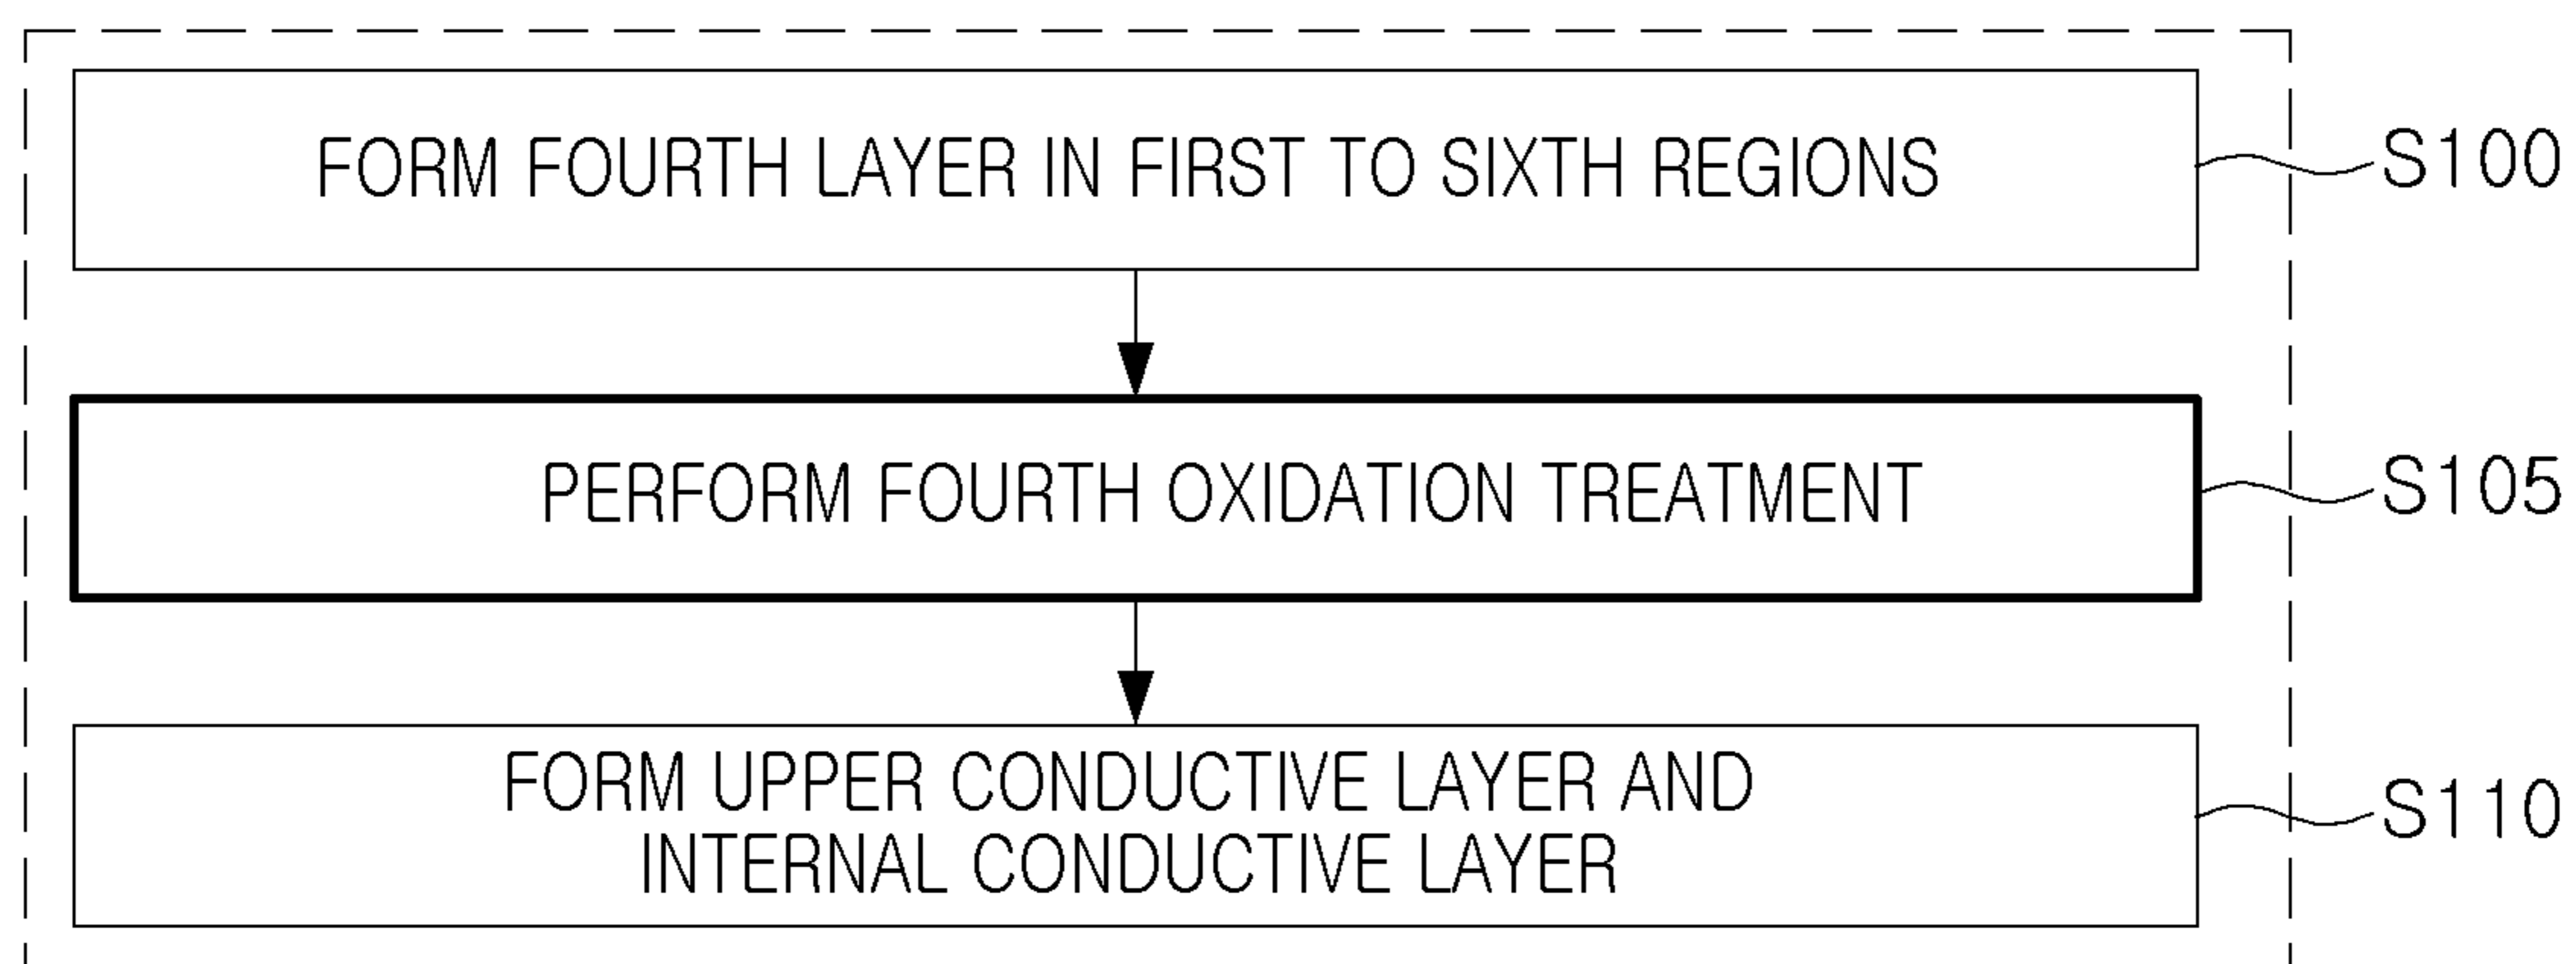 FORM FOURTH LAYER IN FIRST TO SIXTH REGIONS
S100
PERFORM FOURTH OXIDATION TREATMENT
S105
FORM UPPER CONDUCTIVE LAYER AND
INTERNAL CONDUCTIVE LAYER
S110